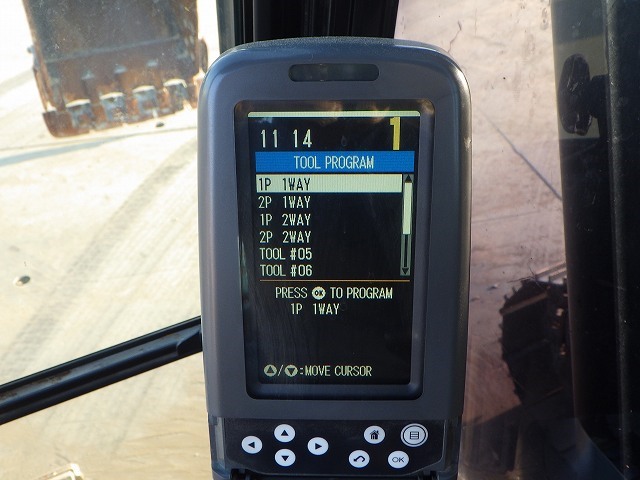 11 14 1
TOOL PROGRAM
1P 1WAY
2P 1WAY
1P 2WAY
2P 2WAY
TOOL #05
TOOL #06
PRESS OK TO PROGRAM
1P 1WAY
/ :MOVE CURSOR
OK